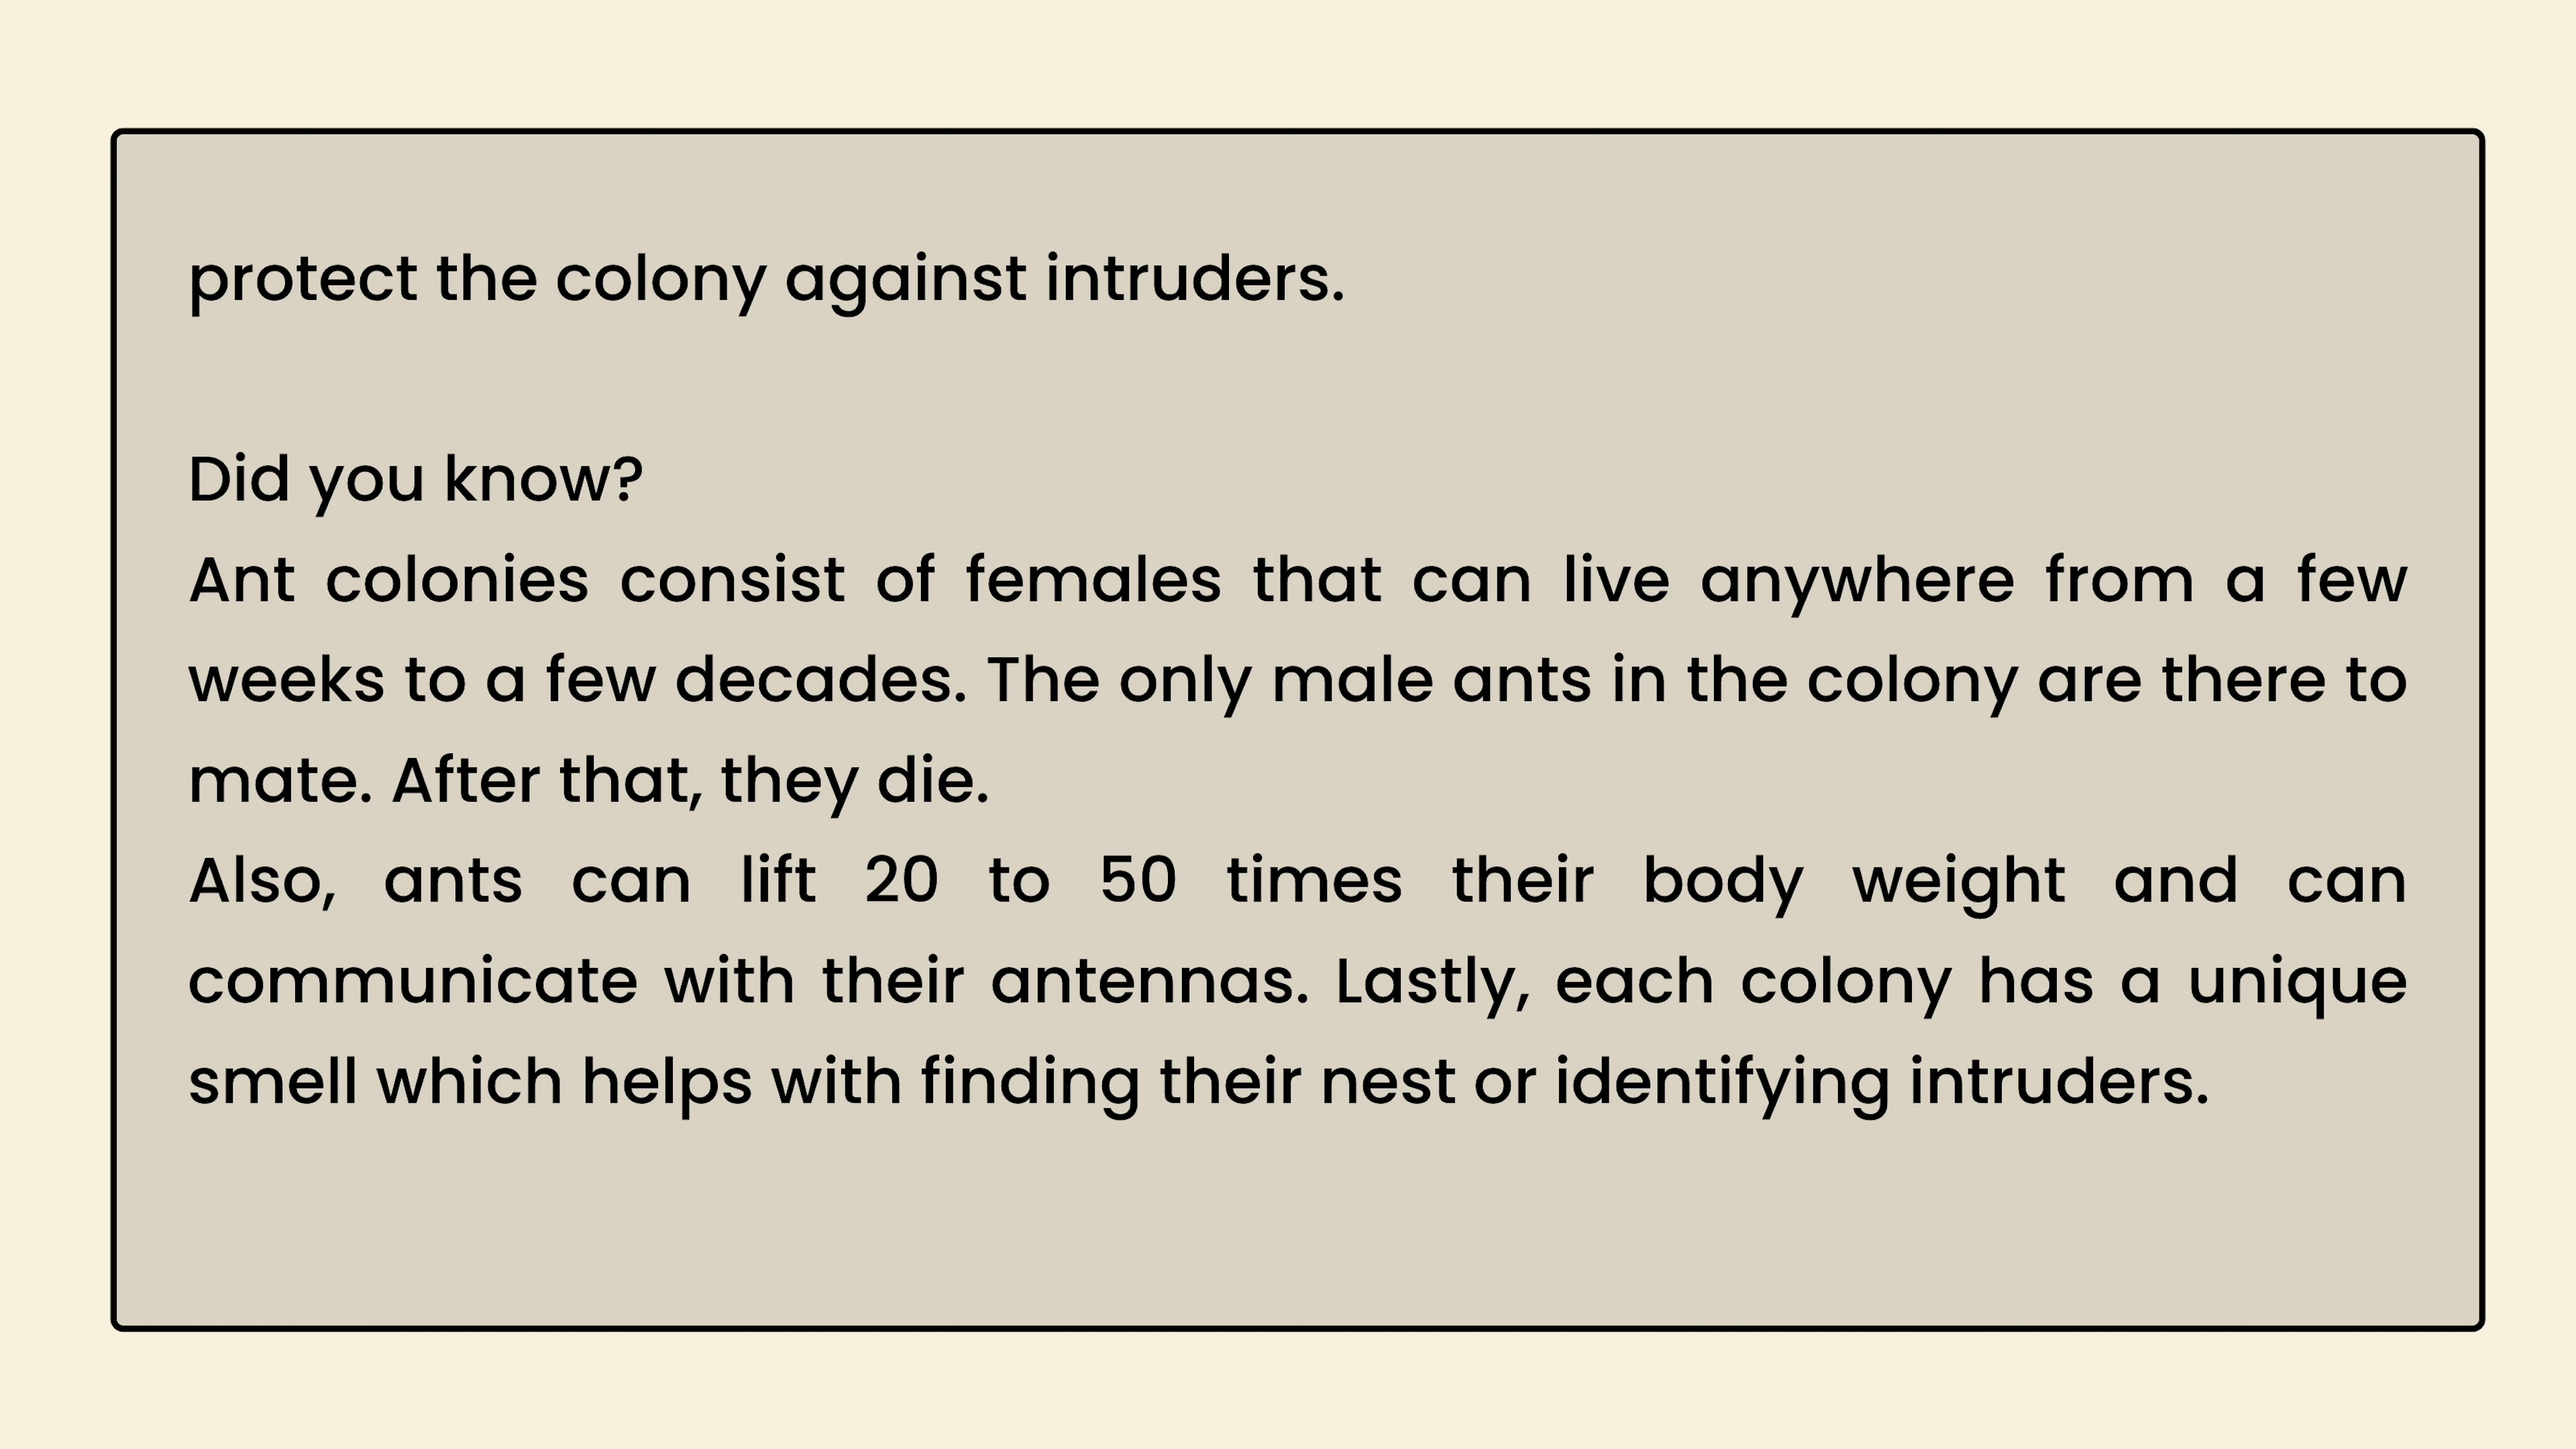 protect the colony against intruders.
Did you know?
Ant colonies consist of females that can live anywhere from a few
weeks to a few decades. The only male ants in the colony are there to
mate. After that, they die.
Also, ants can lift 20 to 50 times their body weight and can
communicate with their antennas. Lastly, each colony has a unique
smell which helps with finding their nest or identifying intruders.